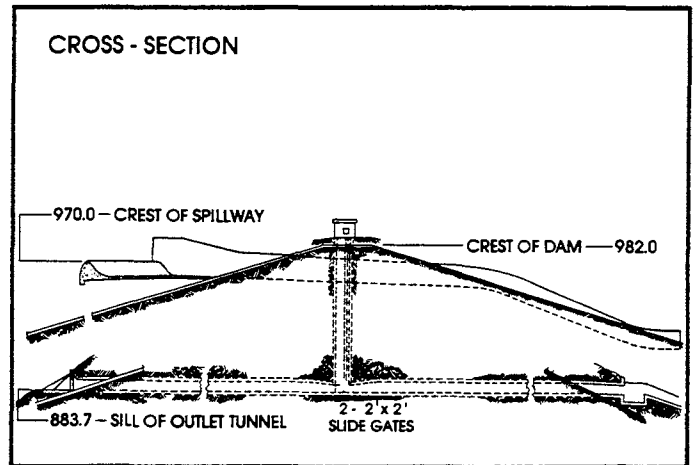 CROSS - SECTION
970.0 – CREST OF SPILLWAY
CREST OF DAM – 982.0
883.7 – SILL OF OUTLET TUNNEL
2 - 2' x 2'
SLIDE GATES